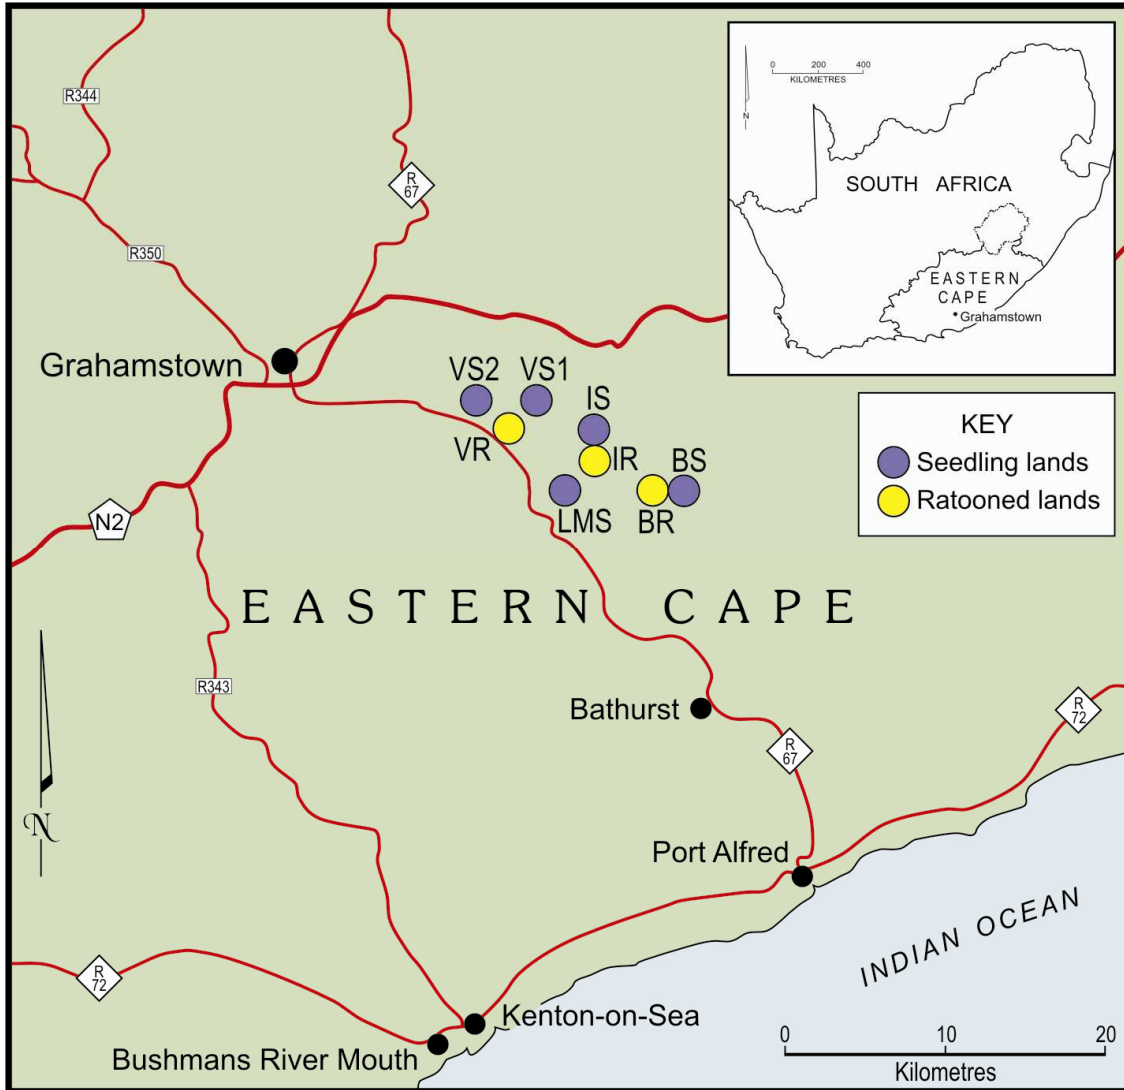 R344
R
67
R350
Grahamstown
VS2
VS1
IS
VR
IR
BS
LMS
BR
N2
EASTERN CAPE
R343
Bathurst
R
72
R
67
Port Alfred
INDIAN OCEAN
R
72
Kenton-on-Sea
Bushmans River Mouth
N
0 10 20
Kilometres
0 200 400
KILOMETRES
N
SOUTH AFRICA
EASTERN
CAPE
Grahamstown
KEY
Seedling lands
Ratooned lands